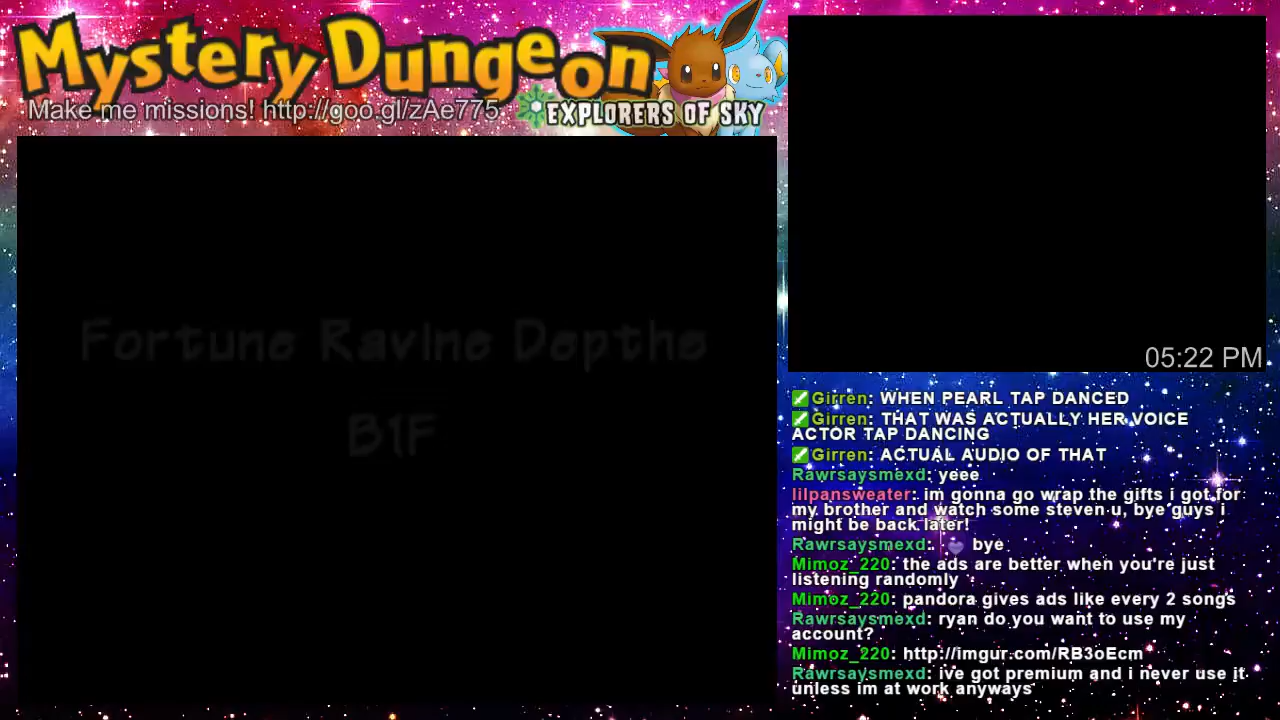 Mystery Dungeon
Make me missions! http://goo.gl/zAe775
EXPLORERS OF SKY
Fortune Ravine Depths
B1F
05:22 PM
Girren: WHEN PEARL TAP DANCED
Girren: THAT WAS ACTUALLY HER VOICE
ACTOR TAP DANCING
Girren: ACTUAL AUDIO OF THAT
Rawrsaysmexd: yeee
lilpansweater: im gonna go wrap the gifts i got for
my brother and watch some steven u, bye guys i
might be back later!
Rawrsaysmexd: bye
Mimoz_220: the ads are better when you're just
listening randomly
Mimoz_220: pandora gives ads like every 2 songs
Rawrsaysmexd: ryan do you want to use my
account?
Mimoz_220: http://imgur.com/RB3oEcm
Rawrsaysmexd: ive got premium and i never use it
unless im at work anyways